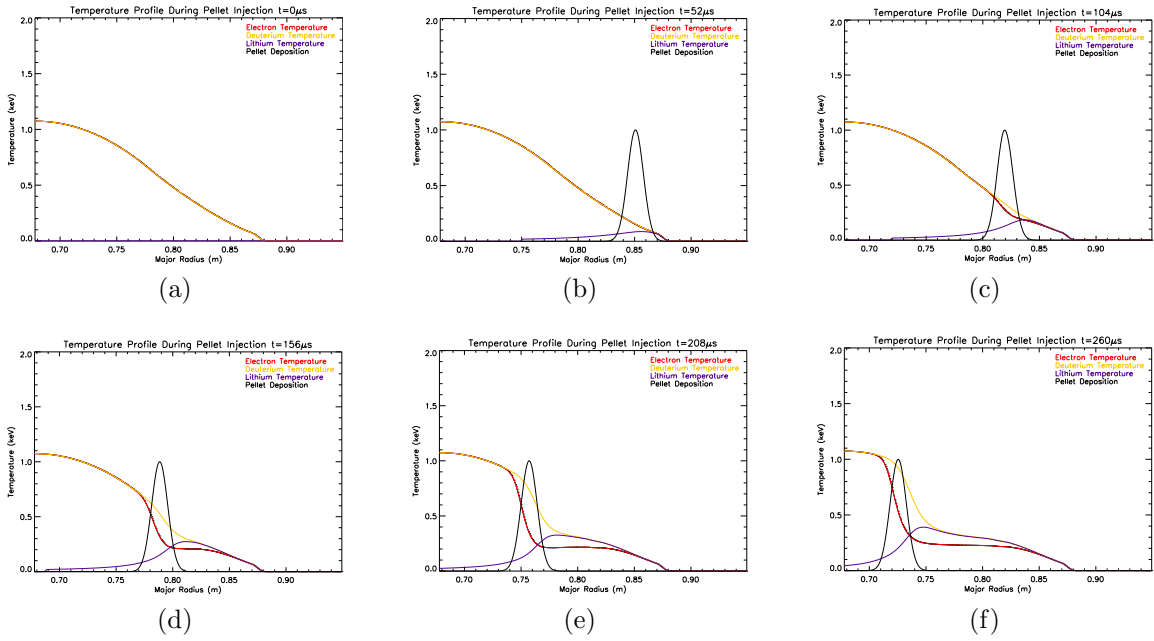 Temperature Profile During Pellet Injection t=0μs
Electron Temperature
Deuterium Temperature
Lithium Temperature
Pellet Deposition
Temperature (keV)
2.0
1.5
1.0
0.5
0.0
0.70 0.75 0.80 0.85 0.90
Major Radius (m)
(a)
Temperature Profile During Pellet Injection t=52μs
Electron Temperature
Deuterium Temperature
Lithium Temperature
Pellet Deposition
Temperature (keV)
2.0
1.5
1.0
0.5
0.0
0.70 0.75 0.80 0.85 0.90
Major Radius (m)
(b)
Temperature Profile During Pellet Injection t=104μs
Electron Temperature
Deuterium Temperature
Lithium Temperature
Pellet Deposition
Temperature (keV)
2.0
1.5
1.0
0.5
0.0
0.70 0.75 0.80 0.85 0.90
Major Radius (m)
(c)
Temperature Profile During Pellet Injection t=156μs
Electron Temperature
Deuterium Temperature
Lithium Temperature
Pellet Deposition
Temperature (keV)
2.0
1.5
1.0
0.5
0.0
0.70 0.75 0.80 0.85 0.90
Major Radius (m)
(d)
Temperature Profile During Pellet Injection t=208μs
Electron Temperature
Deuterium Temperature
Lithium Temperature
Pellet Deposition
Temperature (keV)
2.0
1.5
1.0
0.5
0.0
0.70 0.75 0.80 0.85 0.90
Major Radius (m)
(e)
Temperature Profile During Pellet Injection t=260μs
Electron Temperature
Deuterium Temperature
Lithium Temperature
Pellet Deposition
Temperature (keV)
2.0
1.5
1.0
0.5
0.0
0.70 0.75 0.80 0.85 0.90
Major Radius (m)
(f)